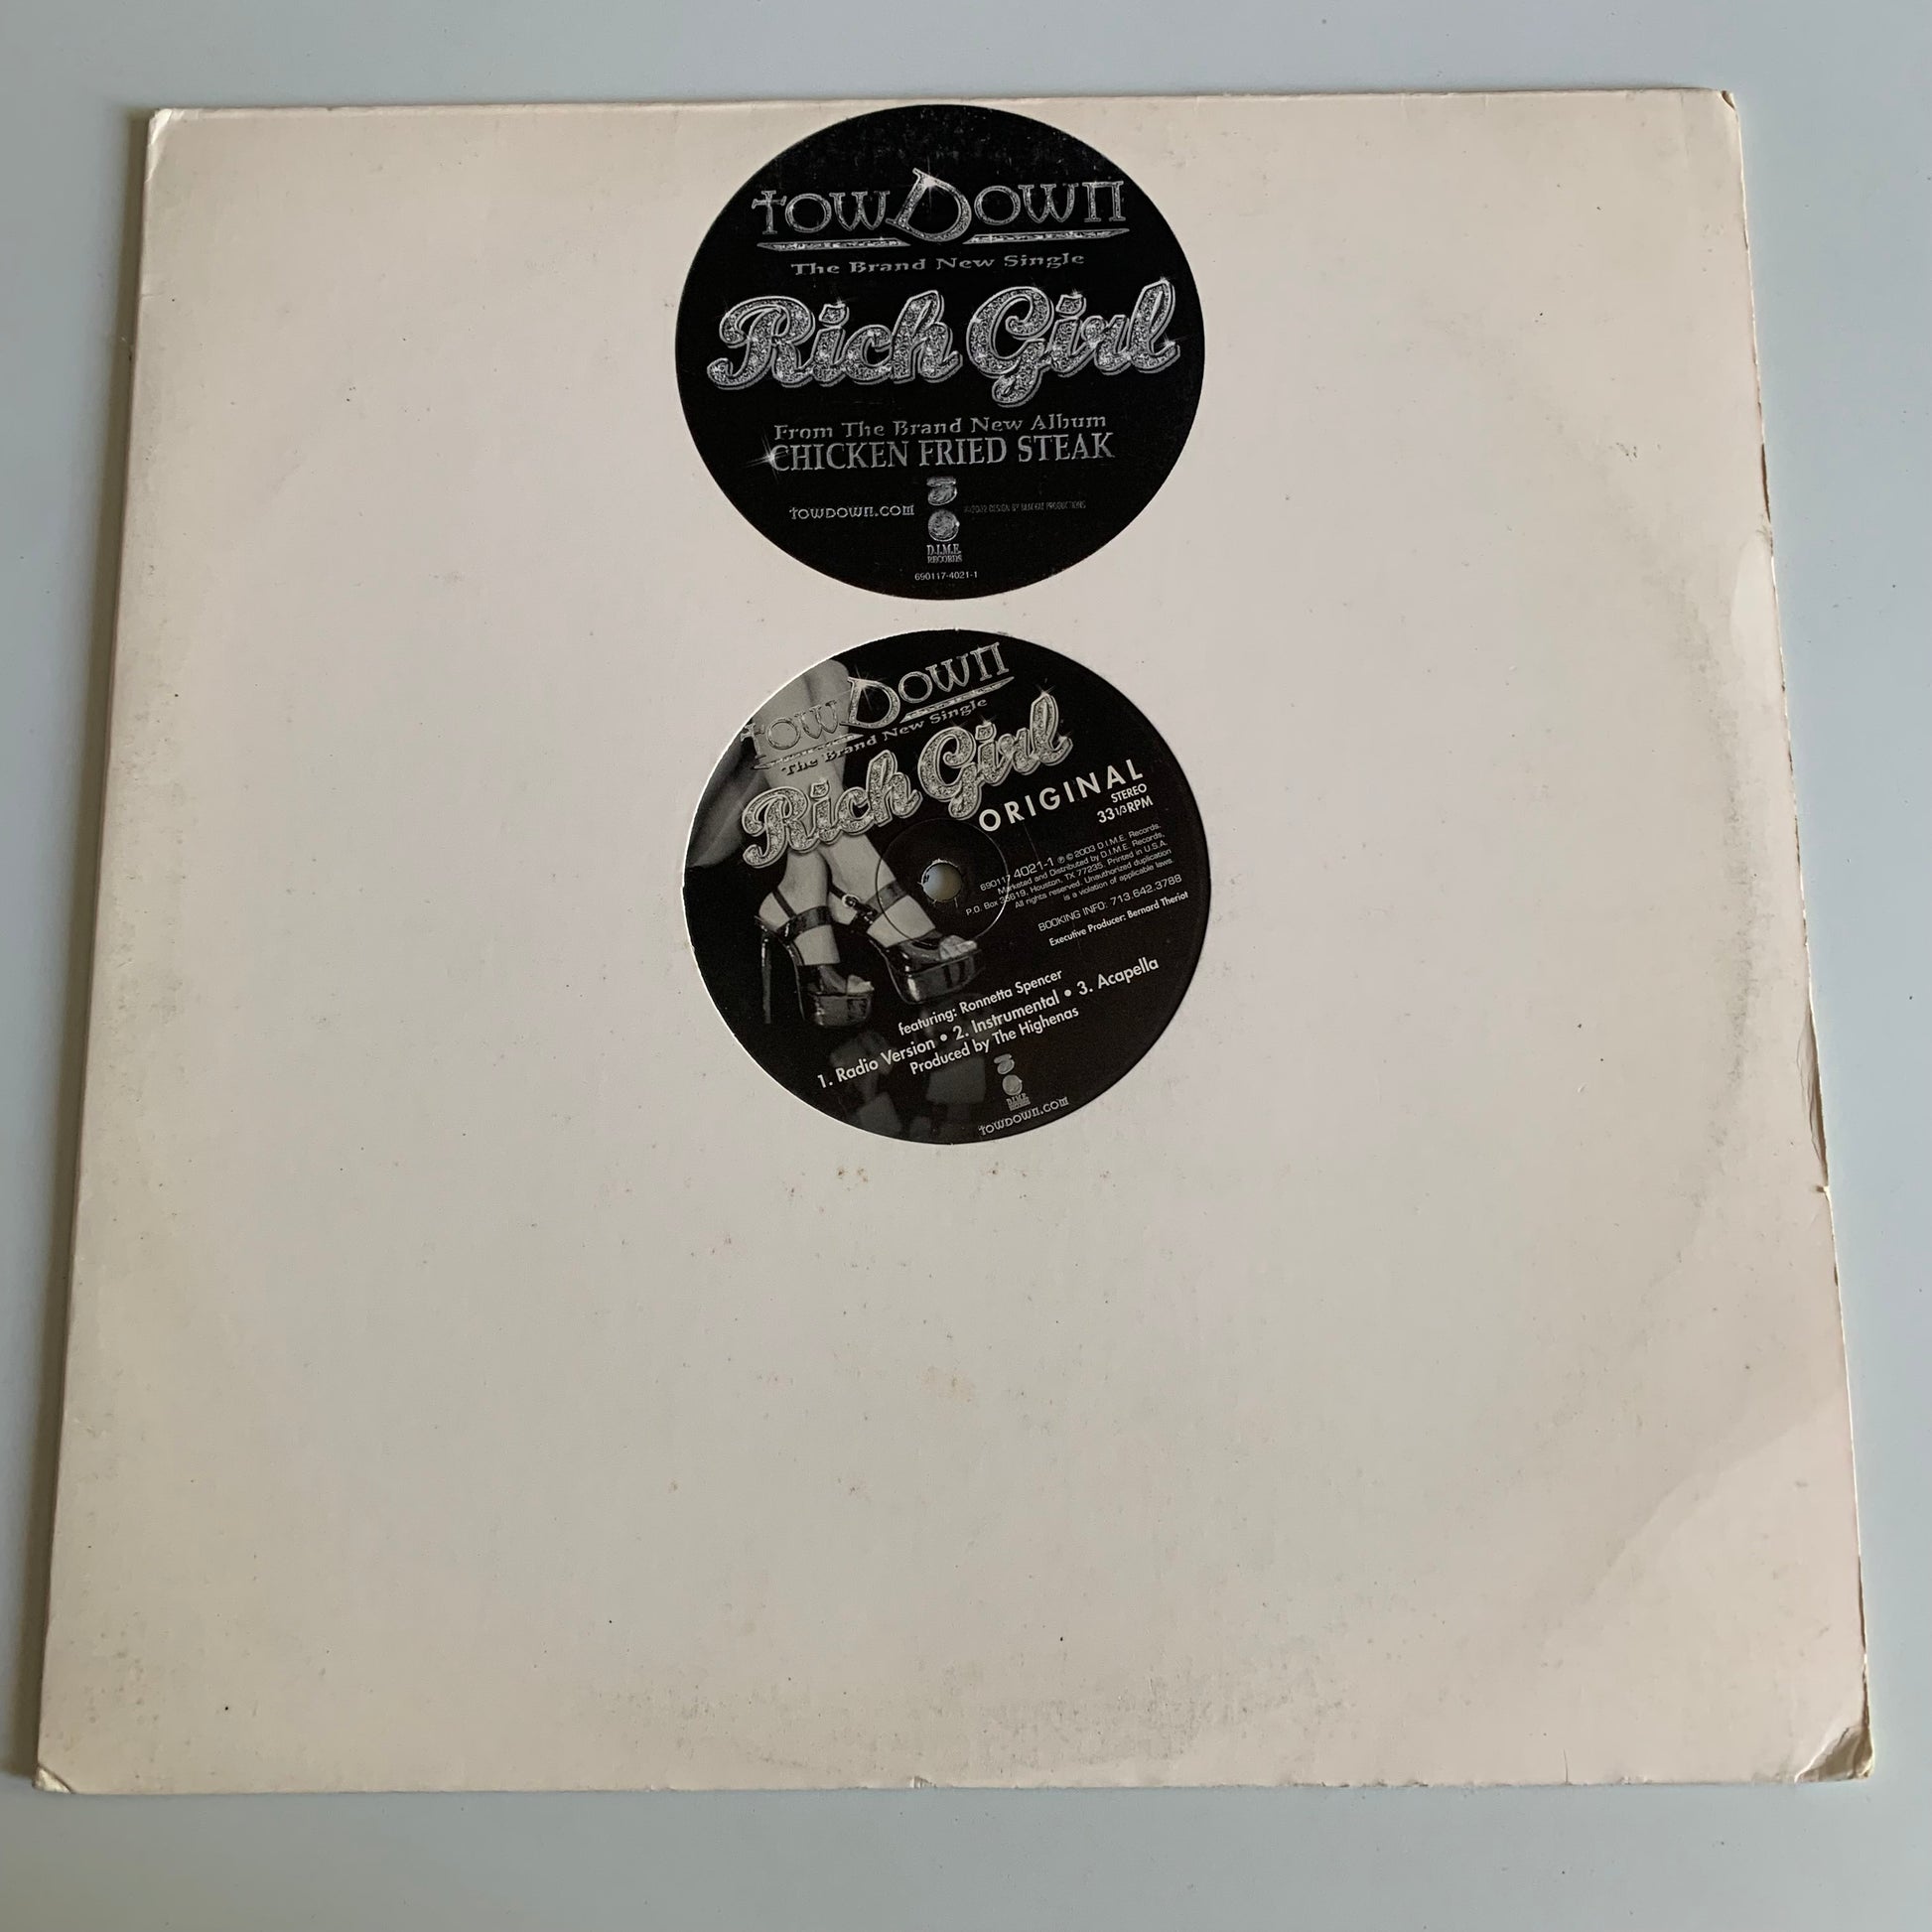 towDown
The Brand New Single
Rich Girl
From The Brand New Album
CHICKEN FRIED STEAK
towdown.com
D.I.M.E.
RECORDS
690117-4021-1
towDown
The Brand New Single
Rich Girl
ORIGINAL
STEREO
33 1/3 RPM
690117 4021-1 ℗ © 2003 D.I.M.E. Records.
Marketed and Distributed by D.I.M.E. Records,
Houston, TX 77235. Printed in U.S.A.
All rights reserved. Unauthorized duplication
is a violation of applicable laws.
BOOKING INFO: 713.642.3788
Executive Producer: Bernard Theriot
featuring: Ronnetta Spencer
1. Radio Version • 2. Instrumental • 3. Acapella
Produced by The Highenas
D.I.M.E.
RECORDS
towdown.com